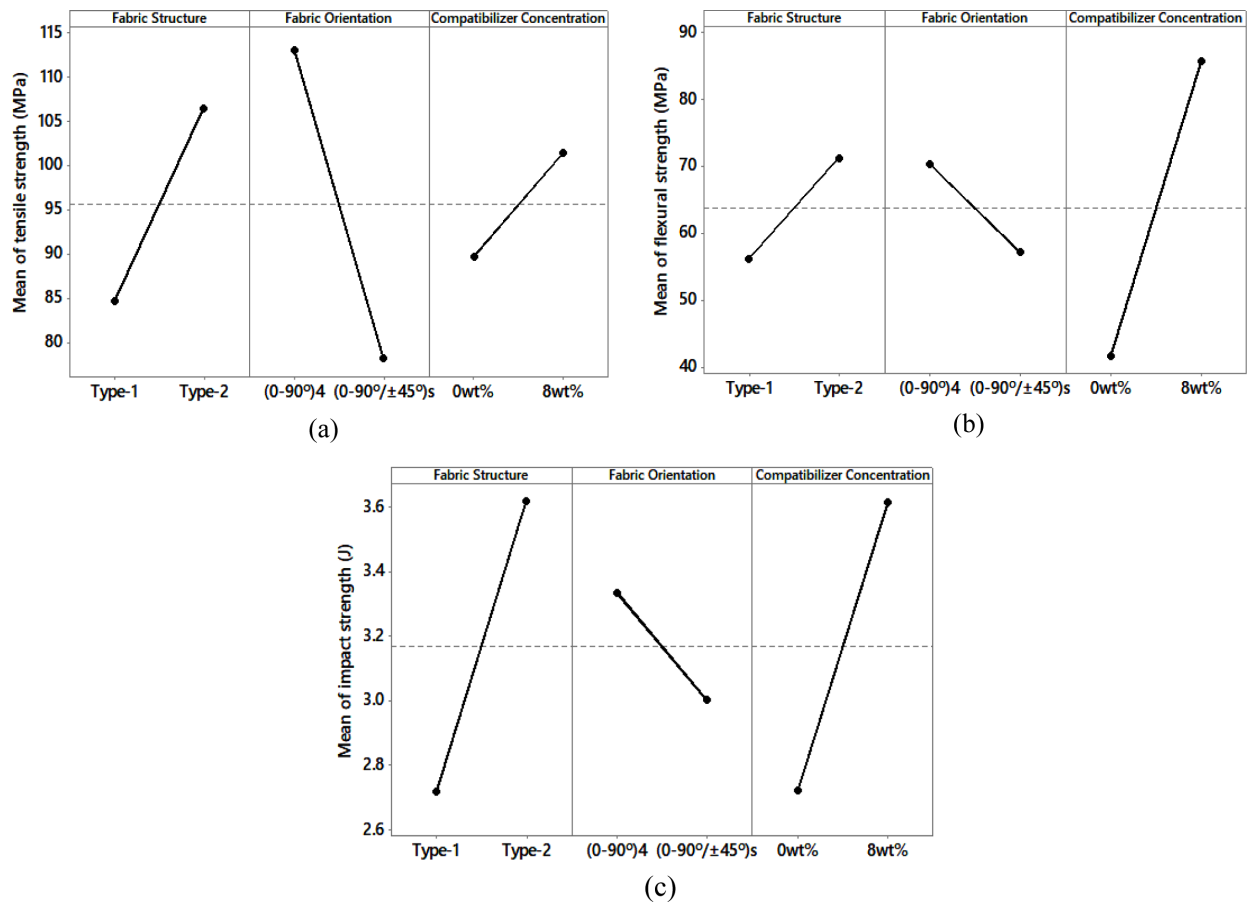 Fabric Structure Fabric Orientation Compatibilizer Concentration
Mean of tensile strength (MPa)
115
110
105
100
95
90
85
80
Type-1 Type-2 (0-90º)4 (0-90º/±45º)s 0wt% 8wt%
(a)
Fabric Structure Fabric Orientation Compatibilizer Concentration
Mean of flexural strength (MPa)
90
80
70
60
50
40
Type-1 Type-2 (0-90º)4 (0-90º/±45º)s 0wt% 8wt%
(b)
Fabric Structure Fabric Orientation Compatibilizer Concentration
Mean of impact strength (J)
3.6
3.4
3.2
3.0
2.8
2.6
Type-1 Type-2 (0-90º)4 (0-90º/±45º)s 0wt% 8wt%
(c)